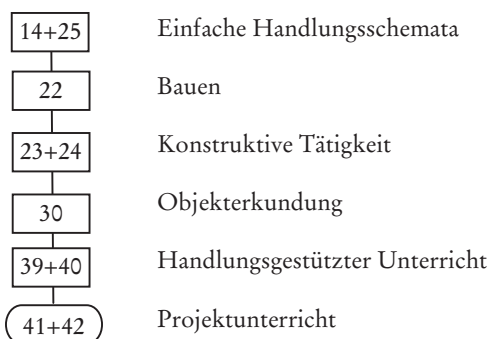 14+25 Einfache Handlungsschemata
22 Bauen
23+24 Konstruktive Tätigkeit
30 Objekterkundung
39+40 Handlungsgestützter Unterricht
41+42 Projektunterricht